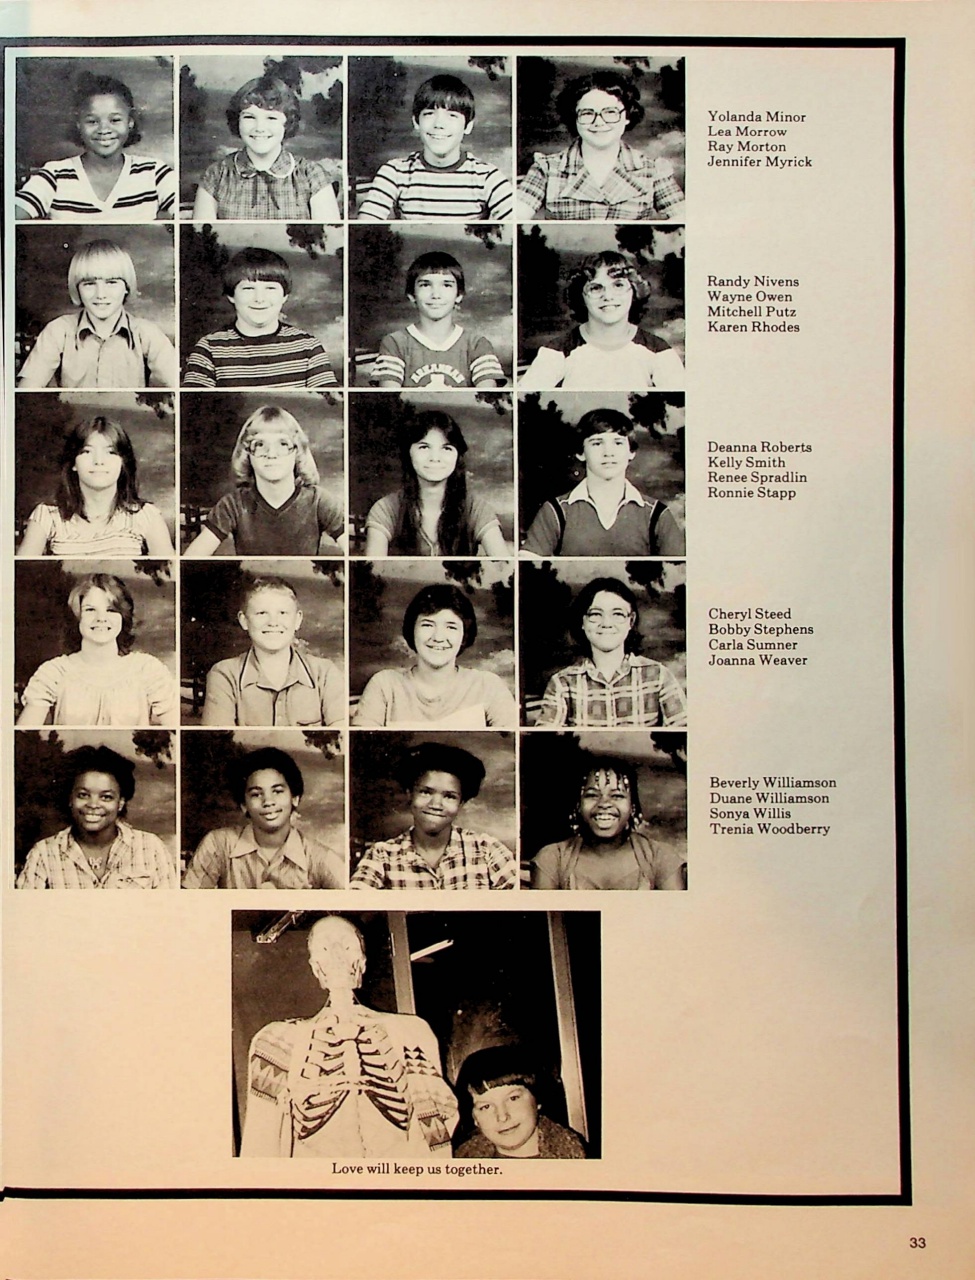 Yolanda Minor
Lea Morrow
Ray Morton
Jennifer Myrick
ARKANSAS
Randy Nivens
Wayne Owen
Mitchell Putz
Karen Rhodes
Deanna Roberts
Kelly Smith
Renee Spradlin
Ronnie Stapp
Cheryl Steed
Bobby Stephens
Carla Sumner
Joanna Weaver
Beverly Williamson
Duane Williamson
Sonya Willis
Trenia Woodberry
Love will keep us together.
33